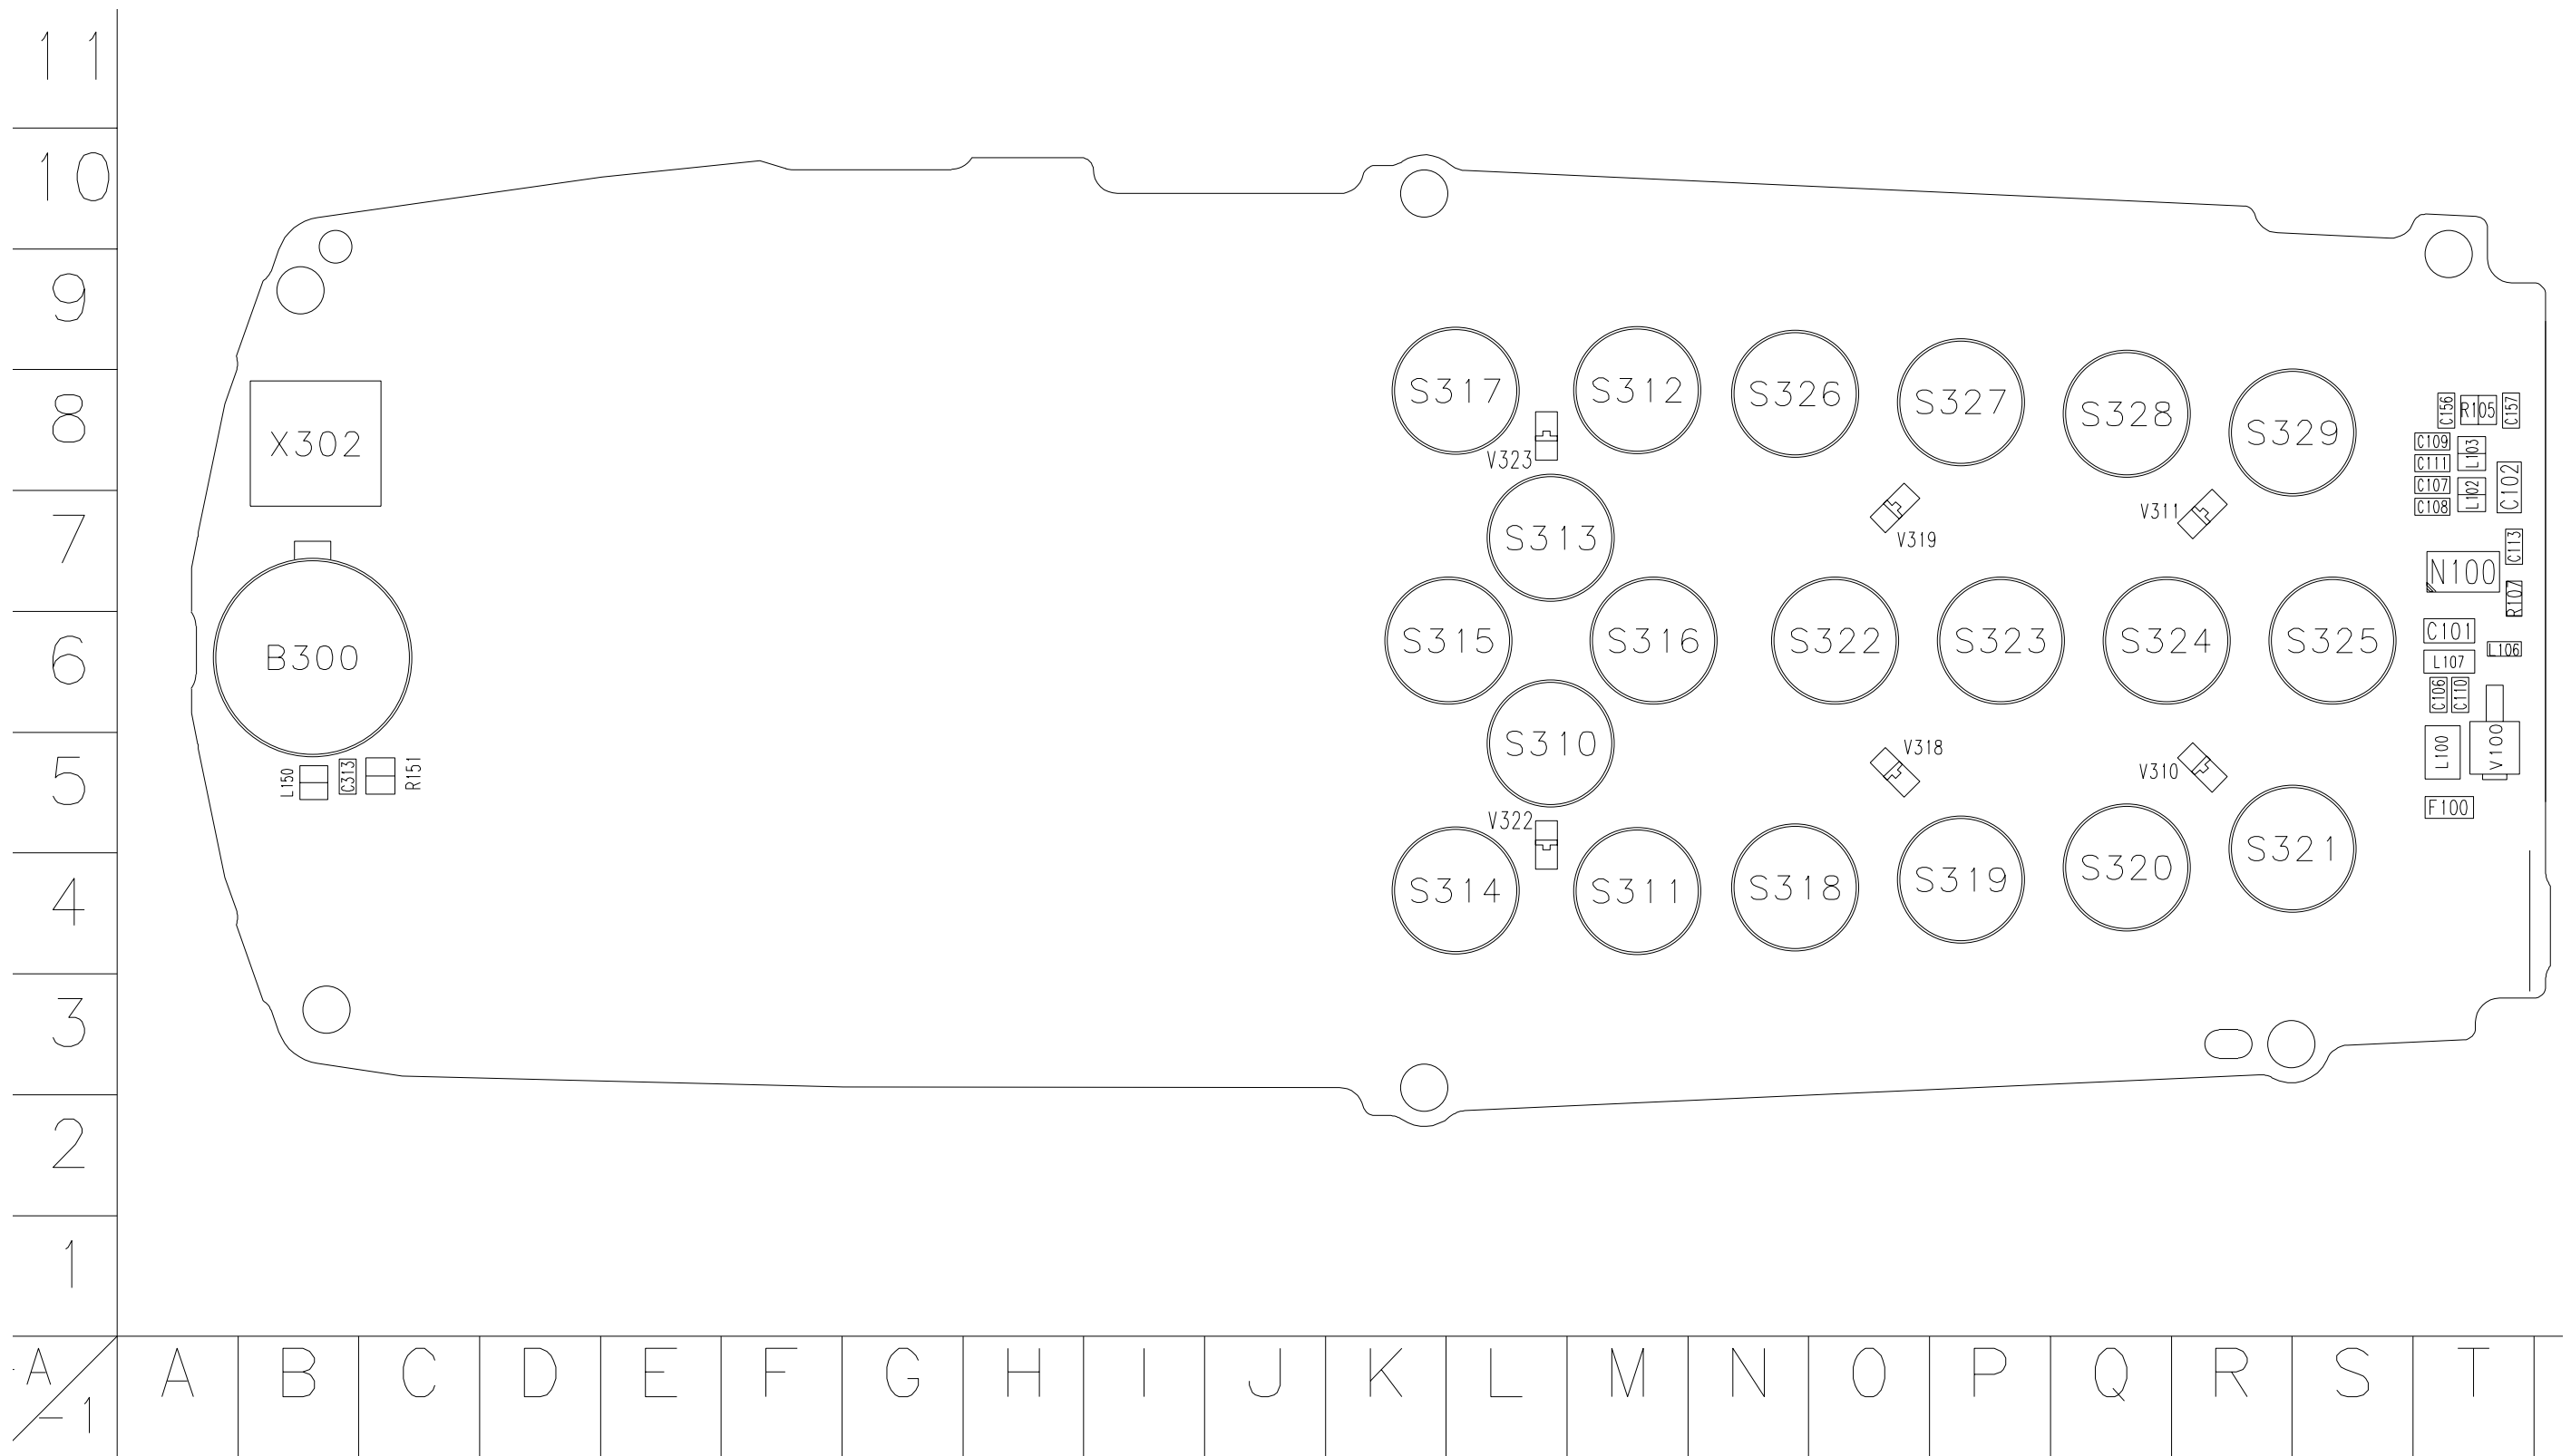 11
10
9
8
7
6
5
4
3
2
1
S317 S312 S326 S327 S328 S329
C156 R105 C157
X302
V323
C109 L103
C111 C102
C107 L102
C108
V319 V311
S313
C113
N100
R107
B300
S315 S316 S322 S323 S324 S325
C101
L106
L107
C106 C110
S310
V318
V310
L100 V100
L150 C313 R151
F100
V322
S314 S311 S318 S319 S320 S321
A
-1
A B C D E F G H I J K L M N O P Q R S T